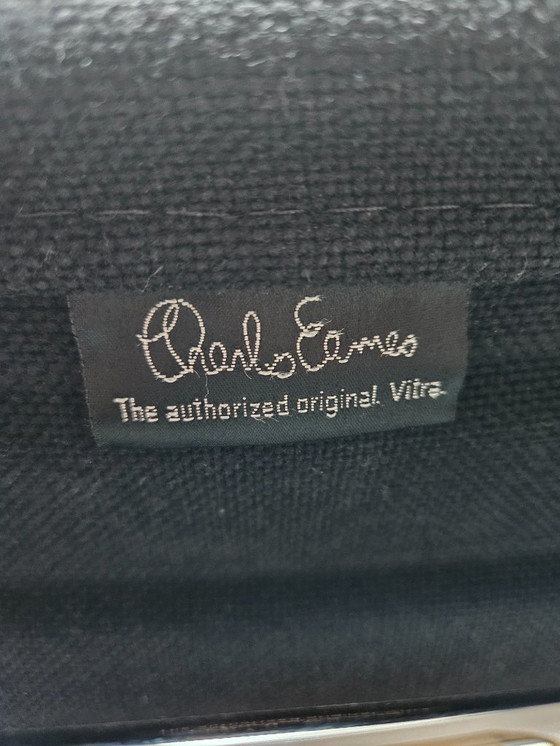 Charles Eames
The authorized original. Vitra.